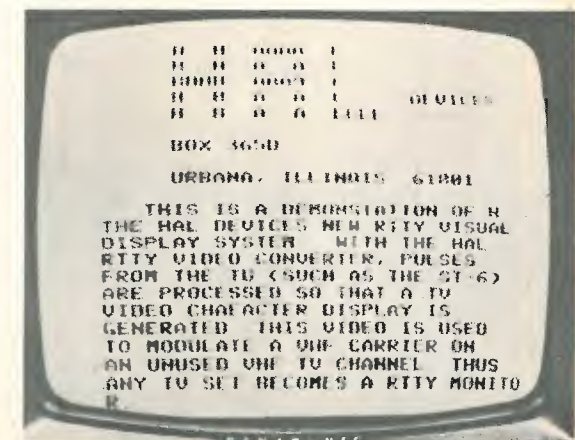 HAL DEVICES
BOX 365D
URBANA, ILLINOIS 61801
THIS IS A DEMONSTATION OF N
THE HAL DEVICES NEW RTTY VISUAL
DISPLAY SYSTEM WITH THE HAL
RTTY VIDEO CONVERTER, PULSES
FROM THE TU (SUCH AS THE ST-6)
ARE PROCESSED SO THAT A TV
VIDEO CHARACTER DISPLAY IS
GENERATED THIS VIDEO IS USED
TO MODULATE A VHF CARRIER ON
AN UNUSED VHF TV CHANNEL THUS
ANY TV SET BECOMES A RTTY MONITO
R.